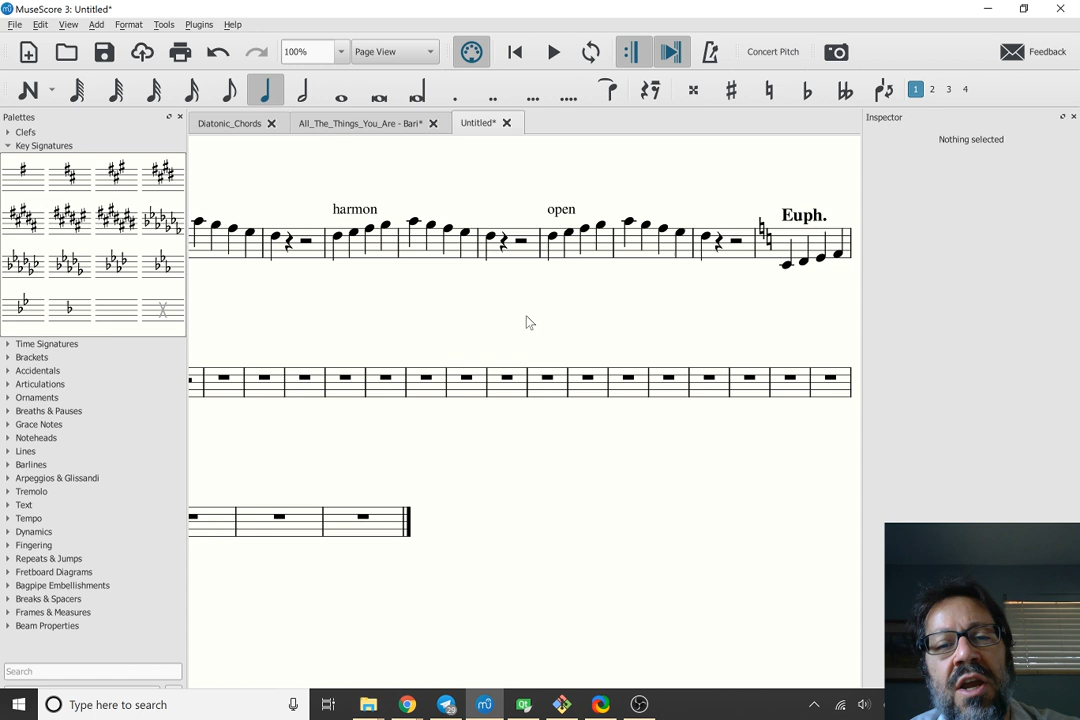 MuseScore 3: Untitled*
File Edit View Add Format Tools Plugins Help
100% Page View Concert Pitch Feedback
1 2 3 4
Palettes
Diatonic_Chords All_The_Things_You_Are - Bari* Untitled*
Inspector
Nothing selected
Clefs
Key Signatures
harmon open Euph.
Time Signatures
Brackets
Accidentals
Articulations
Ornaments
Breaths & Pauses
Grace Notes
Noteheads
Lines
Barlines
Arpeggios & Glissandi
Tremolo
Text
Tempo
Dynamics
Fingering
Repeats & Jumps
Fretboard Diagrams
Bagpipe Embellishments
Breaks & Spacers
Frames & Measures
Beam Properties
Search
Type here to search
29